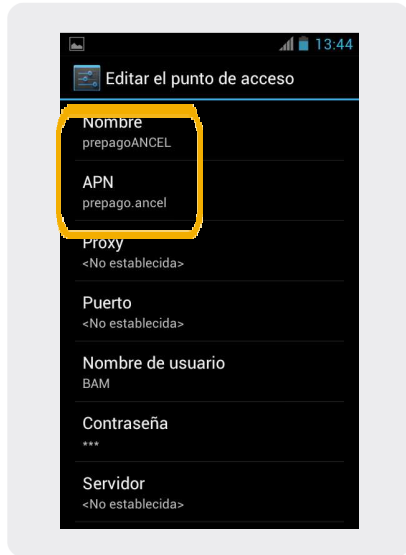 13:44
Editar el punto de acceso
Nombre
prepagoANCEL
APN
prepago.ancel
Proxy
<No establecida>
Puerto
<No establecida>
Nombre de usuario
BAM
Contraseña
***
Servidor
<No establecida>